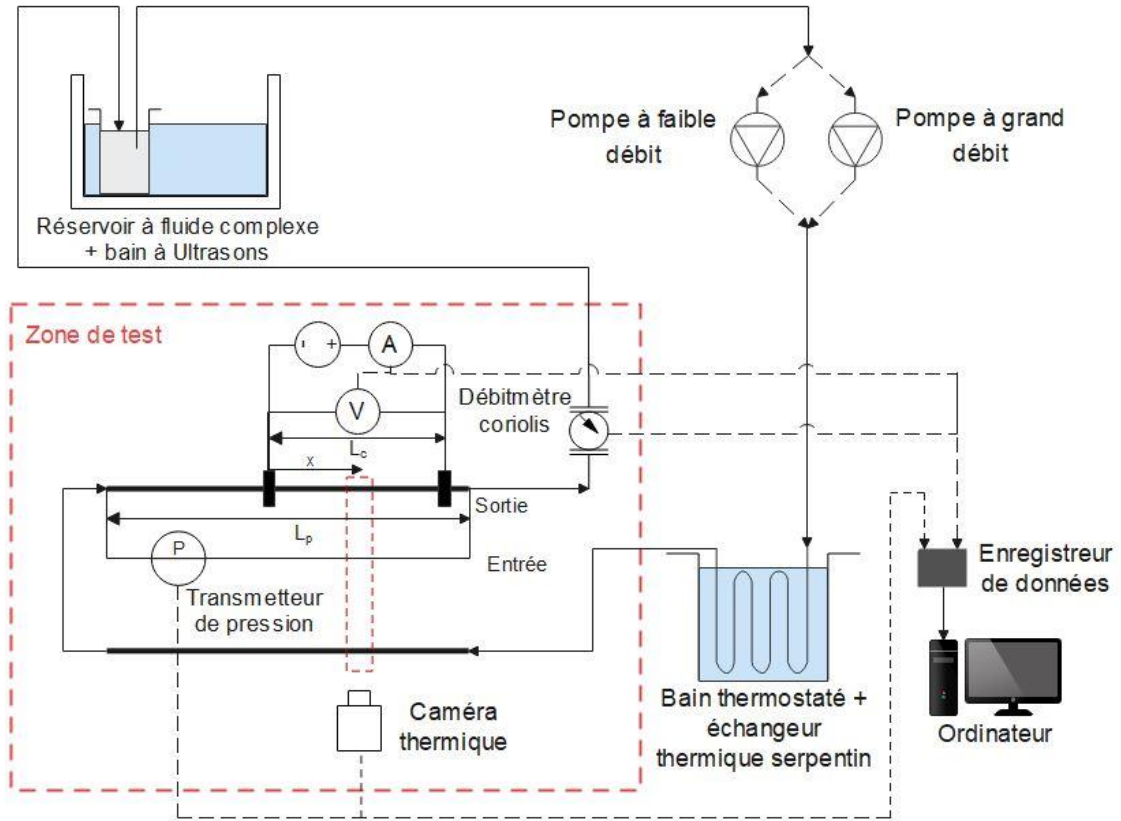 Pompe à faible
débit
Pompe à grand
débit
Réservoir à fluide complexe
+ bain à Ultrasons
Zone de test
+
A
V
Débitmètre
coriolis
Lc
x
Sortie
Lp
P
Entrée
Transmetteur
de pression
Enregistreur
de données
Caméra
thermique
Bain thermostaté +
échangeur
thermique serpentin
Ordinateur